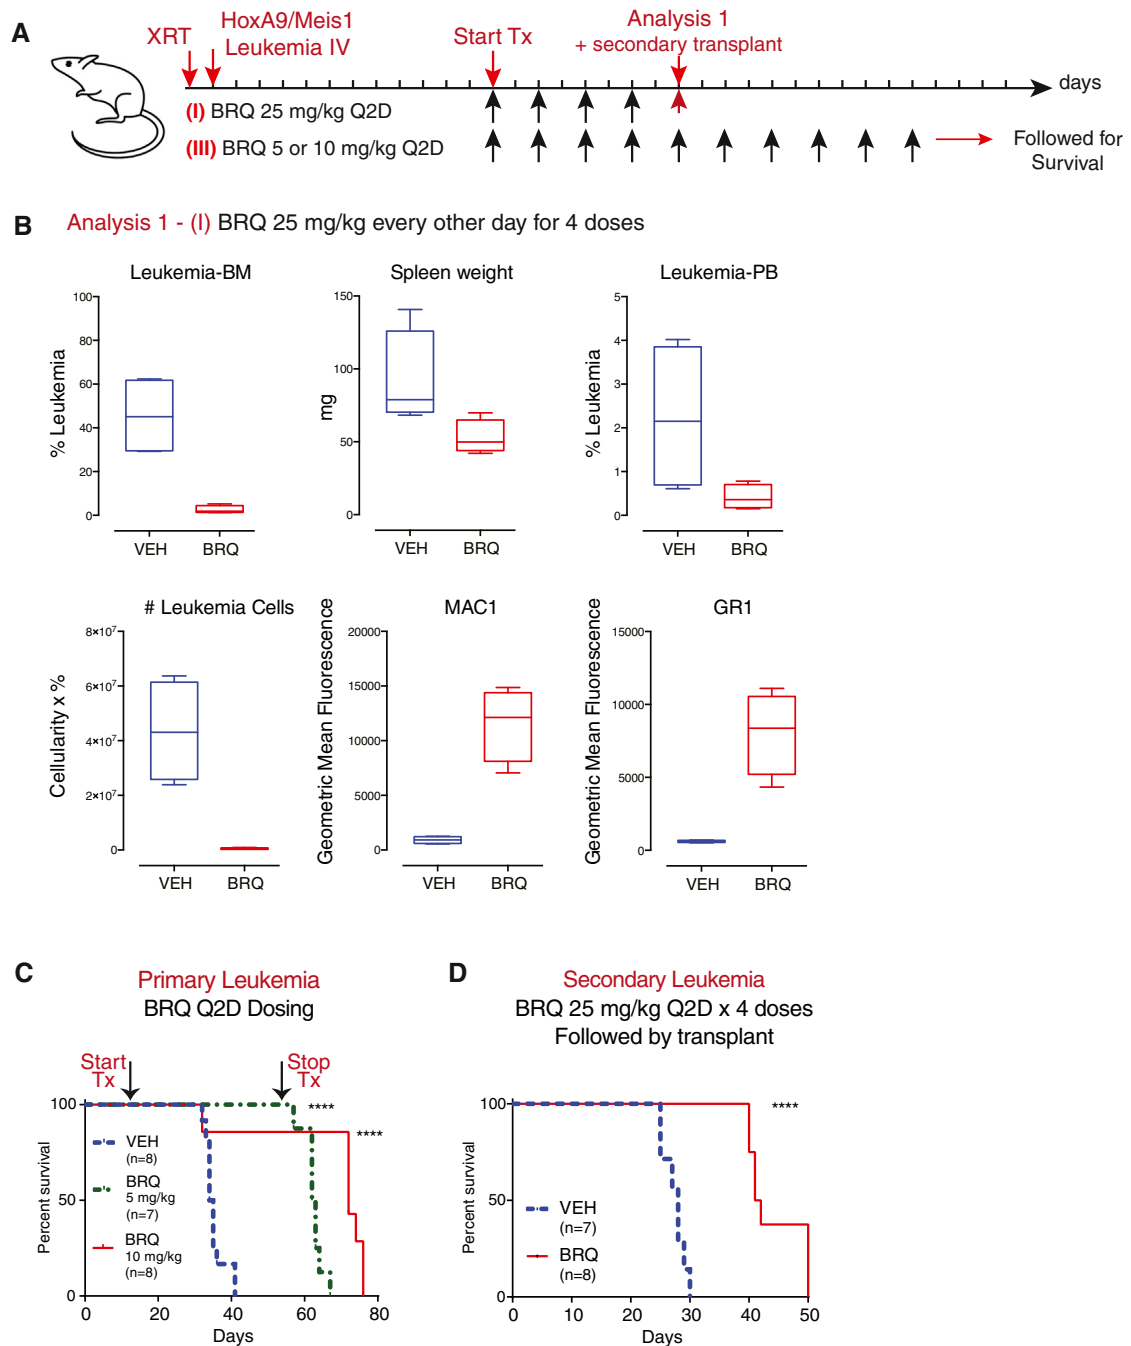 A
XRT
HoxA9/Meis1
Leukemia IV
Start Tx
Analysis 1
+ secondary transplant
days
(I) BRQ 25 mg/kg Q2D
(III) BRQ 5 or 10 mg/kg Q2D
Followed for
Survival
B
Analysis 1 - (I) BRQ 25 mg/kg every other day for 4 doses
Leukemia-BM
% Leukemia
100
80
60
40
20
0
VEH BRQ
Spleen weight
mg
150
100
50
0
VEH BRQ
Leukemia-PB
% Leukemia
5
4
3
2
1
0
VEH BRQ
# Leukemia Cells
Cellularity x %
8×10⁷
6×10⁷
4×10⁷
2×10⁷
0
VEH BRQ
MAC1
Geometric Mean Fluorescence
20000
15000
10000
5000
0
VEH BRQ
GR1
Geometric Mean Fluorescence
15000
10000
5000
0
VEH BRQ
C
Primary Leukemia
BRQ Q2D Dosing
Start
Tx
Stop
Tx
****
****
Percent survival
100
50
0
VEH
(n=8)
BRQ
5 mg/kg
(n=7)
BRQ
10 mg/kg
(n=8)
0 20 40 60 80
Days
D
Secondary Leukemia
BRQ 25 mg/kg Q2D x 4 doses
Followed by transplant
****
Percent survival
100
50
0
VEH
(n=7)
BRQ
(n=8)
0 10 20 30 40 50
Days